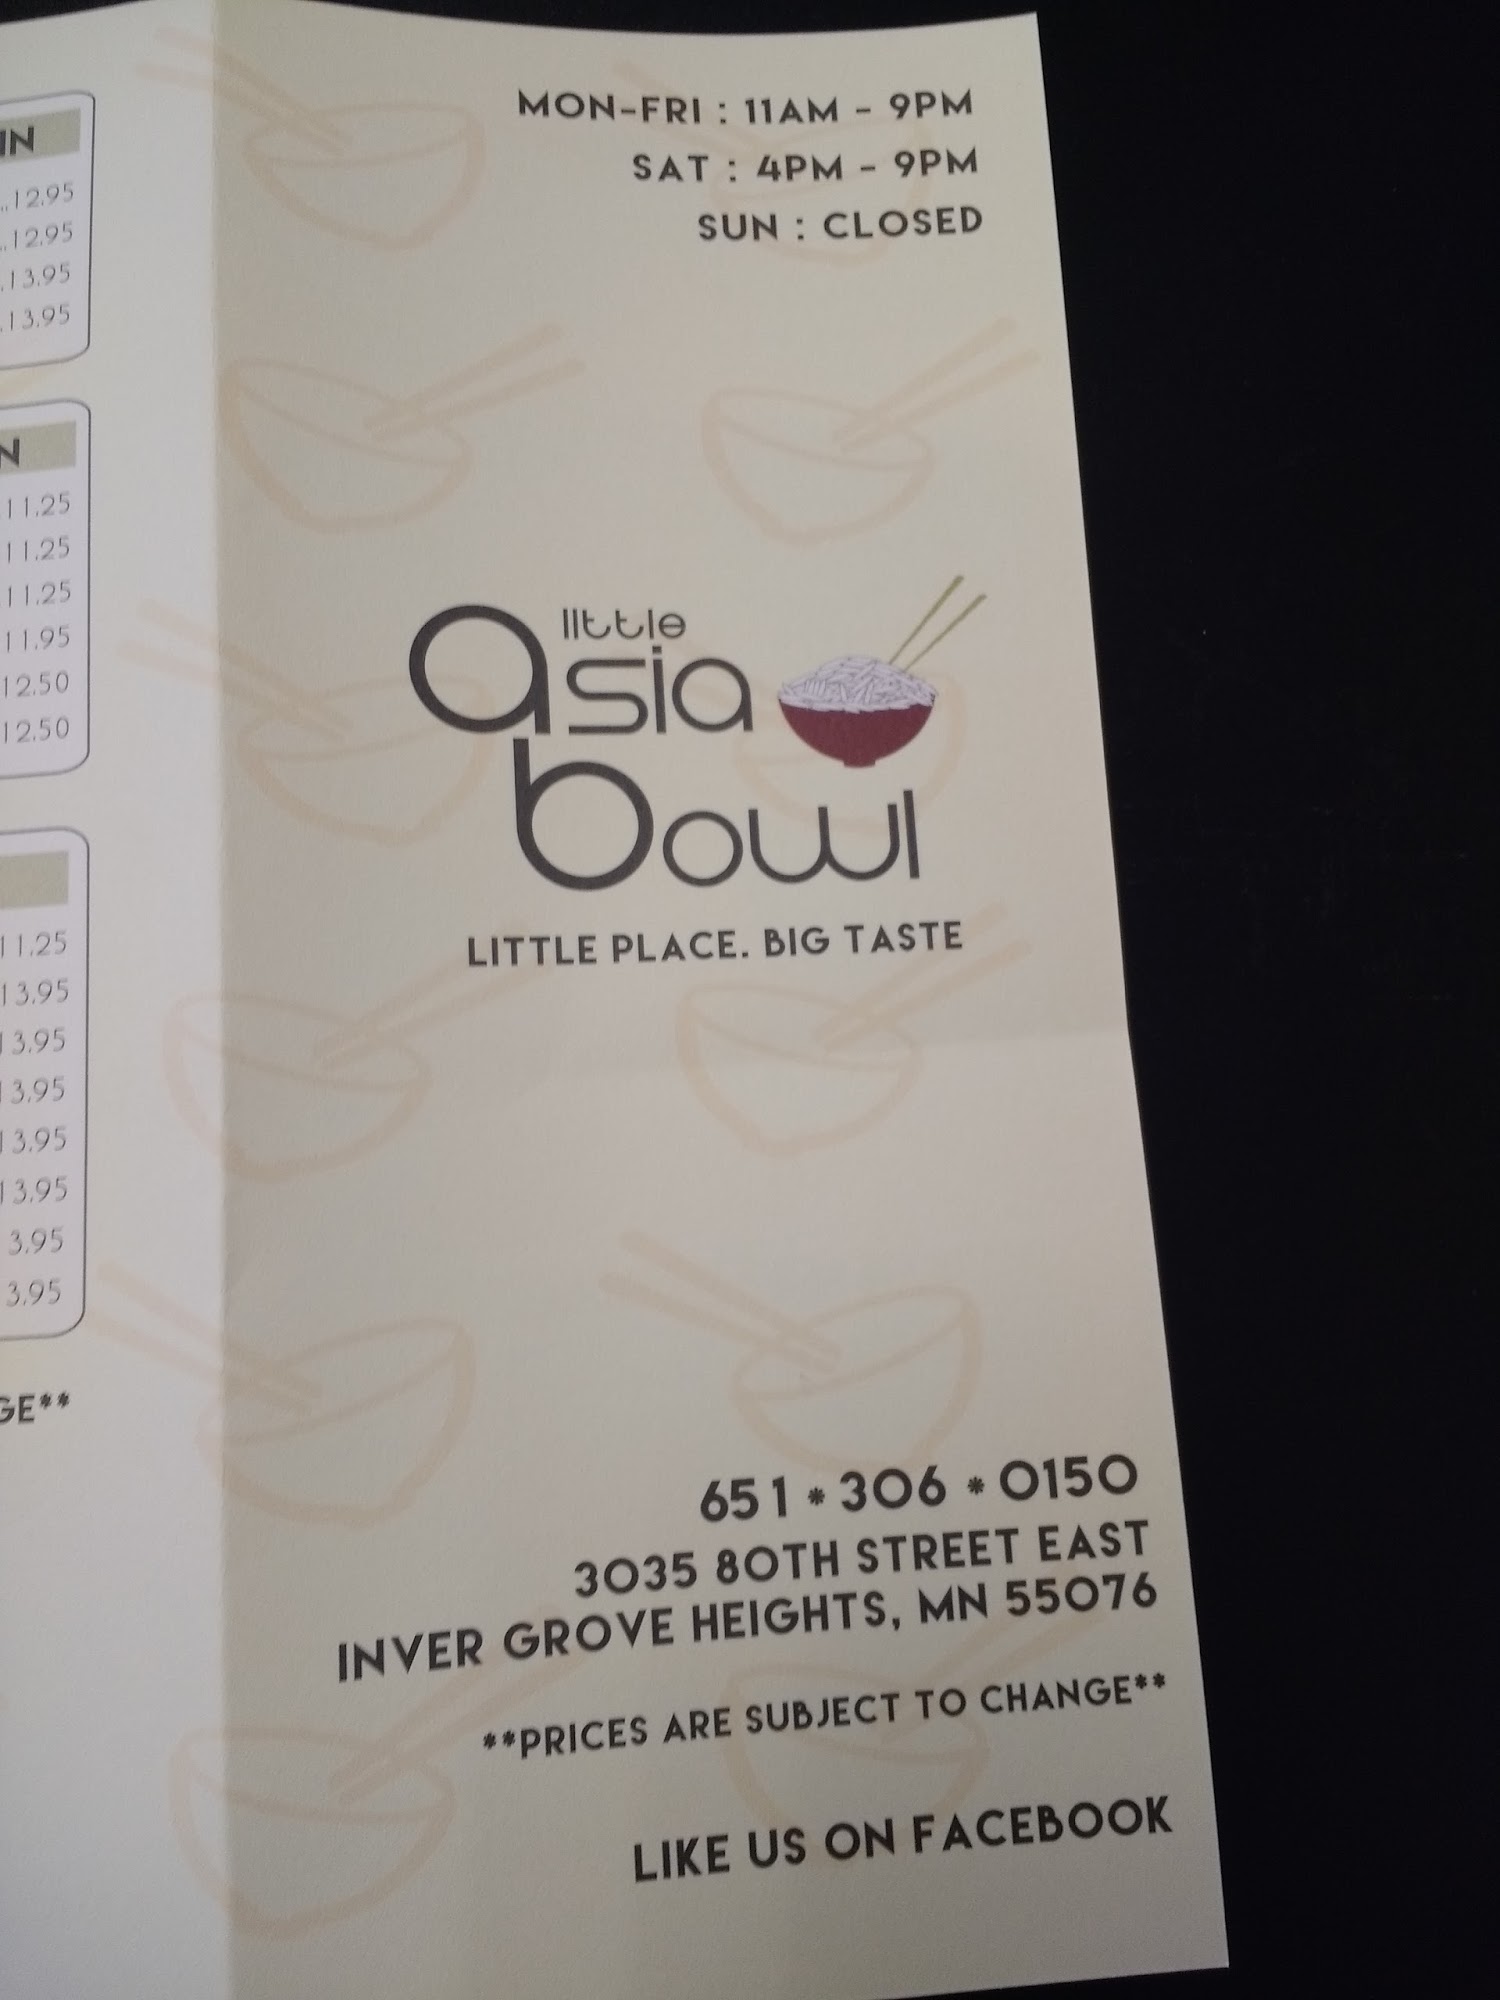 IN
..12.95
..12.95
.13.95
.13.95
N
.11.25
11.25
.11.25
11.95
12.50
12.50
11.25
13.95
13.95
13.95
13.95
13.95
3.95
3.95
GE**
MON-FRI : 11AM - 9PM
SAT : 4PM - 9PM
SUN : CLOSED
little
asia
bowl
LITTLE PLACE. BIG TASTE
651 * 306 * 0150
3035 80TH STREET EAST
INVER GROVE HEIGHTS, MN 55076
**PRICES ARE SUBJECT TO CHANGE**
LIKE US ON FACEBOOK